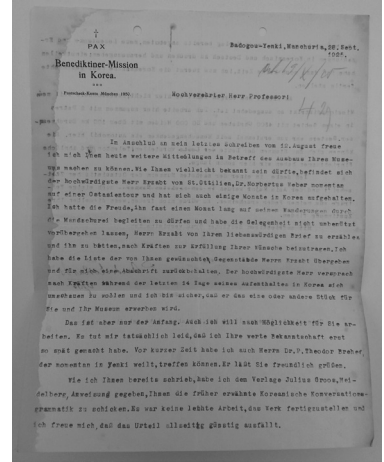 PAX
Benediktiner-Mission
in Korea.
Radogou-Yenki, Manchuria,
Hochverehrter Herr Professor!
Im Anschluß an mein letztes Schreiben vom 10. August freue
ich mich Ihnen heute weitere Mitteilungen in Betreff des Ausbaus Ihres Muse-
ums machen zu können. Wie Ihnen vielleicht bekannt sein dürfte, befindet sich
der hochwürdigste Herr Erzabt von St. Ottilien, Dr. Norbertus Weber momentan
auf einer Ostasienreise und hat sich auch einige Monate in Korea aufgehalten.
Ich hatte die Freude, ihn fast einen Monat lang auf seinen Wanderungen durch
die Mandschurei begleiten zu dürfen und habe die Gelegenheit nicht unbenützt
vorübergehen lassen, Herrn Erzabt von Ihrem liebenswürdigen Brief zu erzählen
und ihn zu bitten, nach Kräften zur Erfüllung Ihrer Wünsche beizutragen. Ich
habe die Liste der von Ihnen gewünschten Gegenstände Herrn Erzabt übergeben
und für mich eine Abschrift zurückbehalten. Der hochwürdigste Herr versprach
nach Kräften während der letzten 14 Tage seines Aufenthaltes in Korea sich
umschauen zu wollen und ich bin sicher, daß er das eine oder andere Stück für
Sie und Ihr Museum erwerben wird.
Das ist aber nur der Anfang. Auch ich will nach Möglichkeit für Sie ar-
beiten. Es tut mir tatsächlich leid, daß ich Ihre werte Bekanntschaft erst
so spät gemacht habe. Vor kurzer Zeit habe ich auch Herrn Dr. P. Theodor Breher,
der momentan in Yenki weilt, treffen können. Er läßt Sie freundlich grüßen.
Wie ich Ihnen bereits schrieb, habe ich dem Verlage Julius Groos, Hei-
delberg, Anweisung gegeben, Ihnen die früher erwähnte Koreanische Konversations-
grammatik zu schicken. Es war keine leichte Arbeit, das Werk fertigzustellen und
ich freue mich, daß das Urteil allseitig günstig ausfällt.